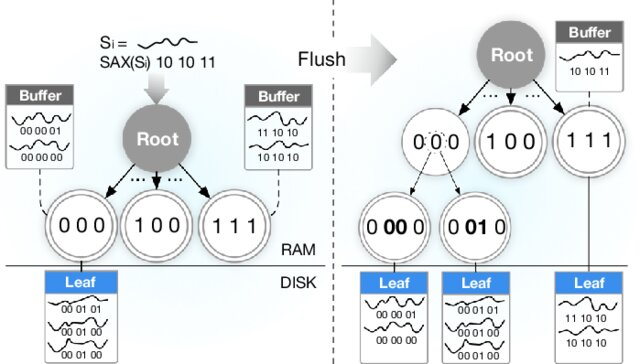 Si =
SAX(Si) 10 10 11
Buffer
00 00 01
00 00 00
Root
... ...
Buffer
11 10 10
10 10 10
0 0 0
1 0 0
1 1 1
RAM
DISK
Leaf
00 01 01
00 01 00
00 01 00
Flush
Root
... ...
Buffer
10 10 11
0 0 0
1 0 0
1 1 1
0 00 0
0 01 0
Leaf
00 00 01
00 00 00
Leaf
00 01 01
00 01 00
00 01 00
Leaf
11 10 10
10 10 10